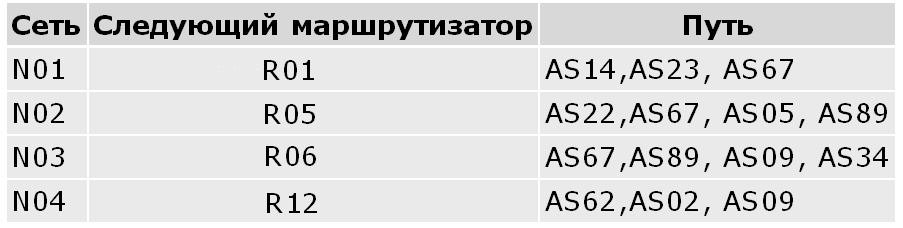 Сеть Следующий маршрутизатор Путь
N01 R01 AS14,AS23, AS67
N02 R05 AS22,AS67, AS05, AS89
N03 R06 AS67,AS89, AS09, AS34
N04 R12 AS62,AS02, AS09